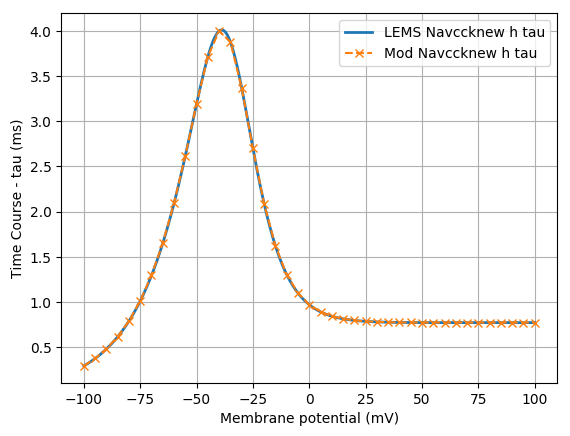 LEMS Navccknew h tau
Mod Navccknew h tau
Time Course - tau (ms)
4.0
3.5
3.0
2.5
2.0
1.5
1.0
0.5
−100 −75 −50 −25 0 25 50 75 100
Membrane potential (mV)